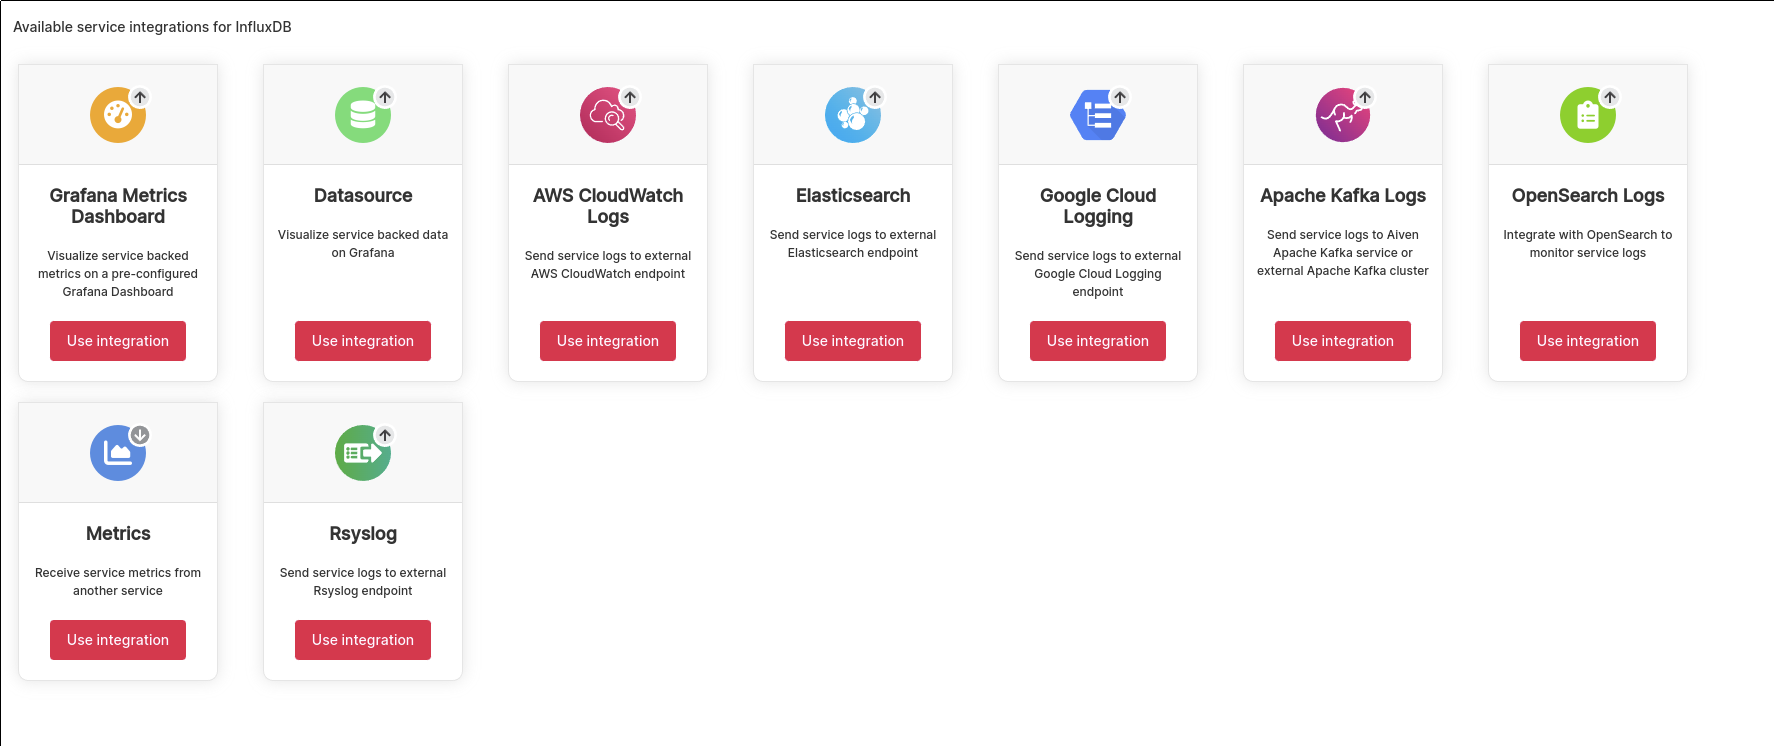 Available service integrations for InfluxDB
Grafana Metrics
Dashboard
Visualize service backed
metrics on a pre-configured
Grafana Dashboard
Use integration
Datasource
Visualize service backed data
on Grafana
Use integration
AWS CloudWatch
Logs
Send service logs to external
AWS CloudWatch endpoint
Use integration
Elasticsearch
Send service logs to external
Elasticsearch endpoint
Use integration
Google Cloud
Logging
Send service logs to external
Google Cloud Logging
endpoint
Use integration
Apache Kafka Logs
Send service logs to Aiven
Apache Kafka service or
external Apache Kafka cluster
Use integration
OpenSearch Logs
Integrate with OpenSearch to
monitor service logs
Use integration
Metrics
Receive service metrics from
another service
Use integration
Rsyslog
Send service logs to external
Rsyslog endpoint
Use integration